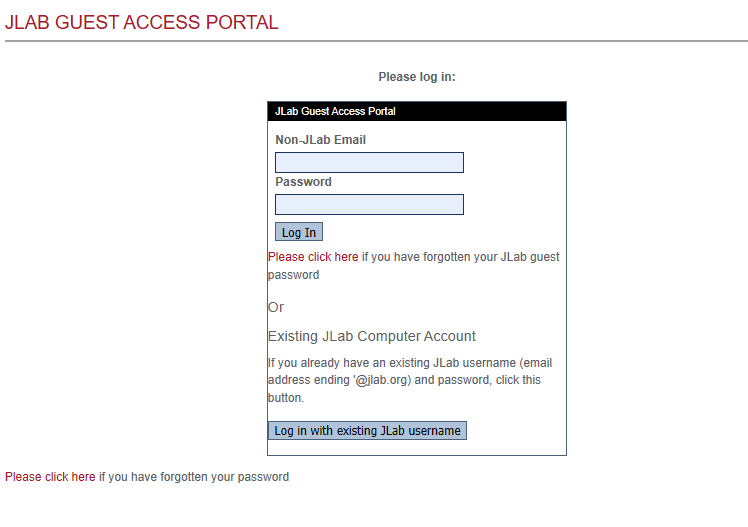 JLAB GUEST ACCESS PORTAL
Please log in:
JLab Guest Access Portal
Non-JLab Email
Password
Log In
Please click here if you have forgotten your JLab guest
password
Or
Existing JLab Computer Account
If you already have an existing JLab username (email
address ending '@jlab.org) and password, click this
button.
Log in with existing JLab username
Please click here if you have forgotten your password